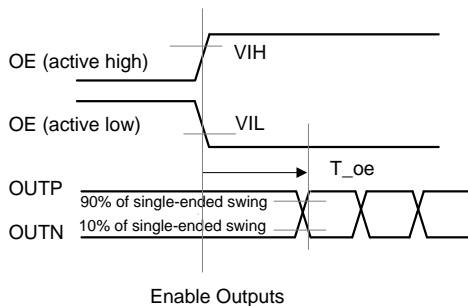 OE (active high)
VIH
OE (active low)
VIL
T_oe
OUTP
90% of single-ended swing
10% of single-ended swing
OUTN
Enable Outputs